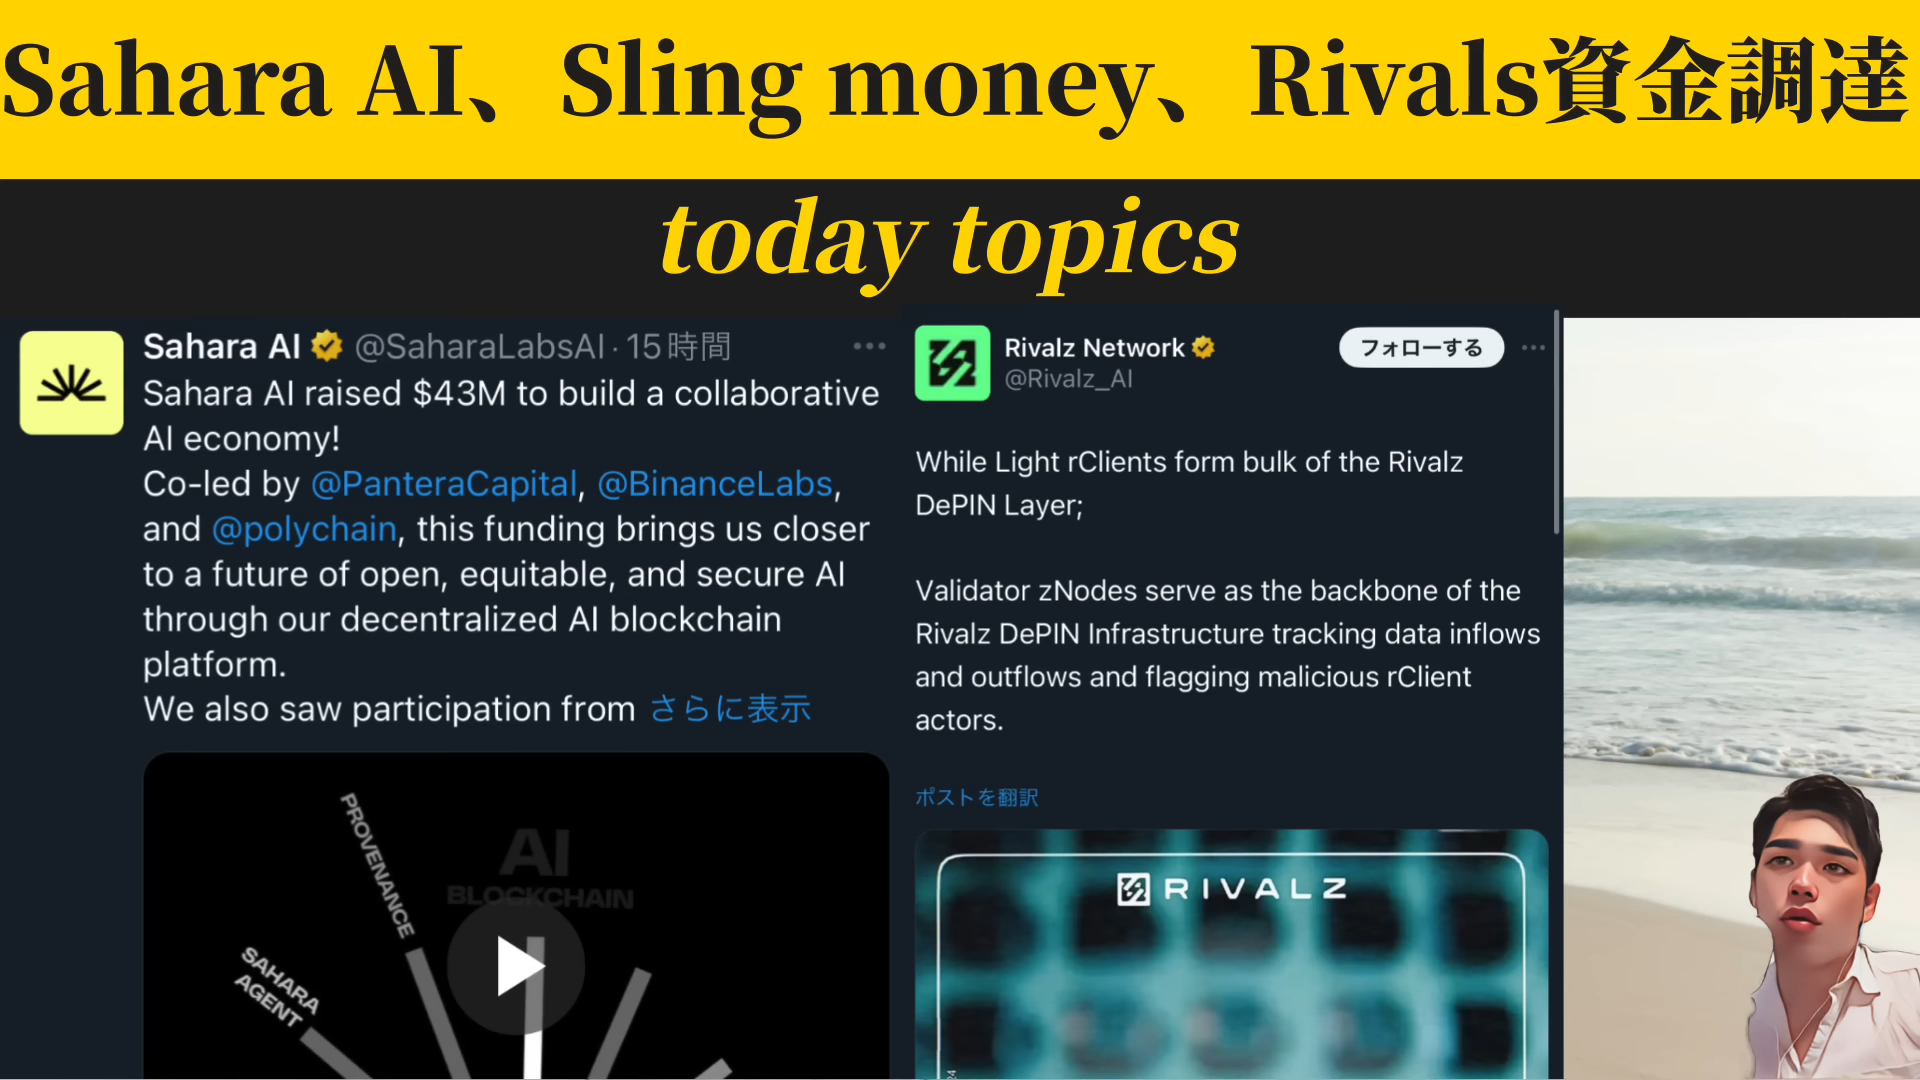 Sahara AI、Sling money、Rivals資金調達
today topics
Sahara AI @SaharaLabsAI · 15時間
Sahara AI raised $43M to build a collaborative
AI economy!
Co-led by @PanteraCapital, @BinanceLabs,
and @polychain, this funding brings us closer
to a future of open, equitable, and secure AI
through our decentralized AI blockchain
platform.
We also saw participation from さらに表示
AI
BLOCKCHAIN
PROVENANCE
SAHARA
AGENT
Rivalz Network
フォローする
@Rivalz_AI
While Light rClients form bulk of the Rivalz
DePIN Layer;
Validator zNodes serve as the backbone of the
Rivalz DePIN Infrastructure tracking data inflows
and outflows and flagging malicious rClient
actors.
ポストを翻訳
RIVALZ
24